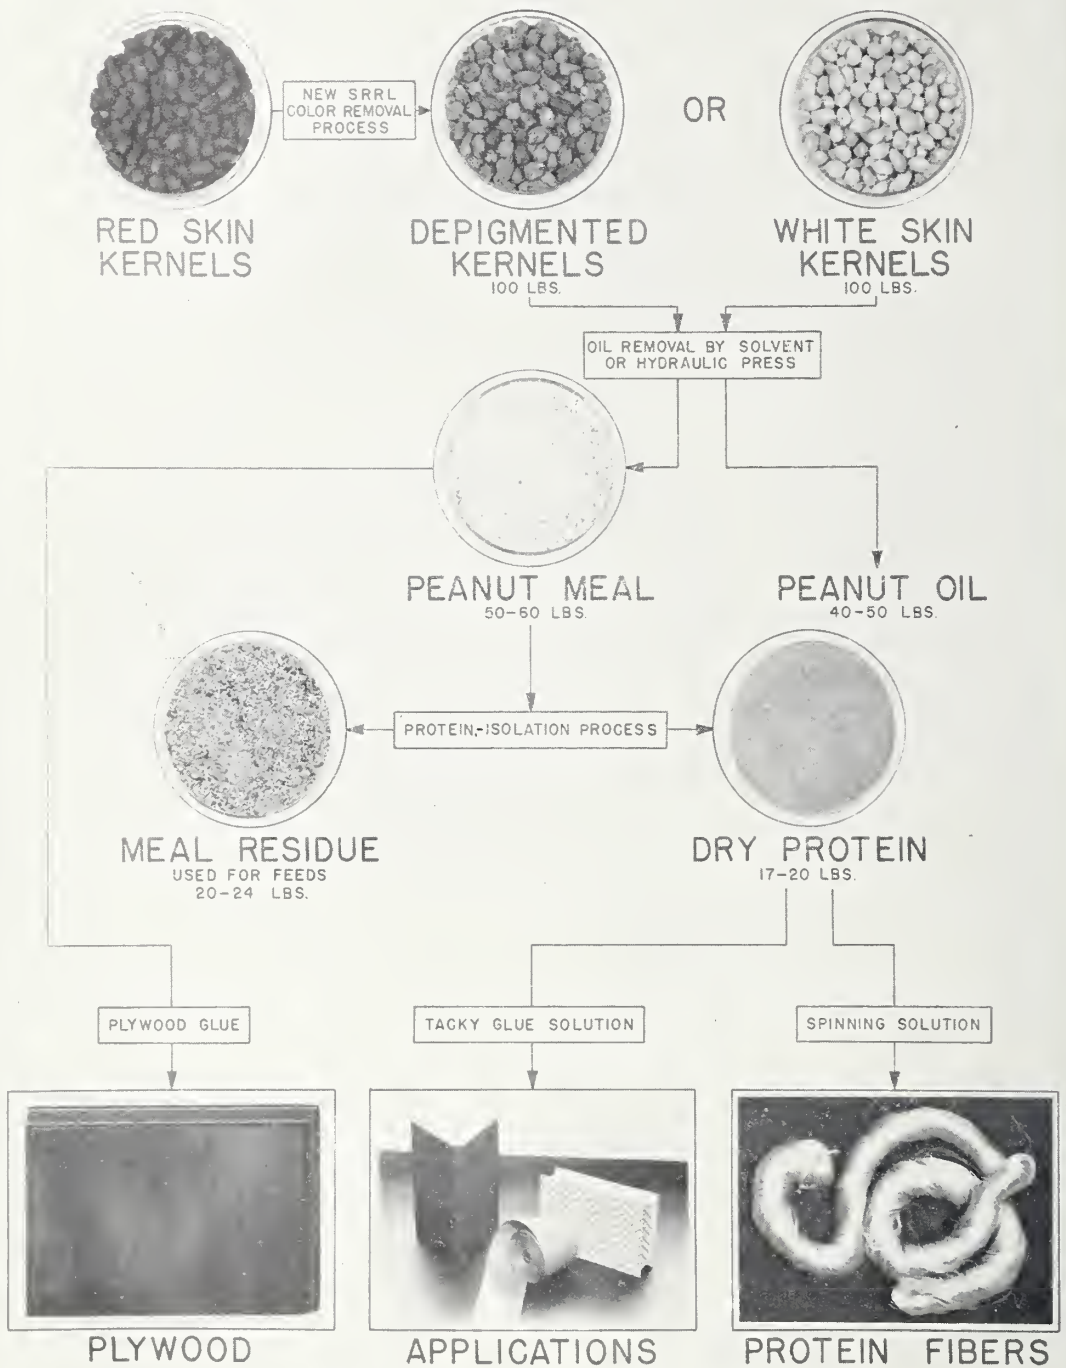 NEW SRRL
COLOR REMOVAL
PROCESS
OR
RED SKIN
KERNELS
DEPIGMENTED
KERNELS
100 LBS.
WHITE SKIN
KERNELS
100 LBS.
OIL REMOVAL BY SOLVENT
OR HYDRAULIC PRESS
PEANUT MEAL
50-60 LBS.
PEANUT OIL
40-50 LBS.
PROTEIN-ISOLATION PROCESS
MEAL RESIDUE
USED FOR FEEDS
20-24 LBS.
DRY PROTEIN
17-20 LBS.
PLYWOOD GLUE
TACKY GLUE SOLUTION
SPINNING SOLUTION
PLYWOOD
APPLICATIONS
PROTEIN FIBERS